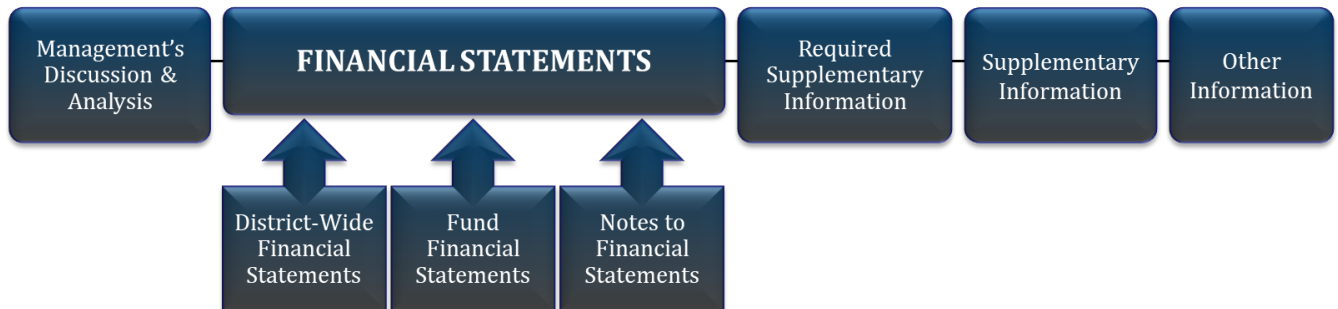 Management’s
Discussion &
Analysis
FINANCIAL STATEMENTS
Required
Supplementary
Information
Supplementary
Information
Other
Information
District-Wide
Financial
Statements
Fund
Financial
Statements
Notes to
Financial
Statements